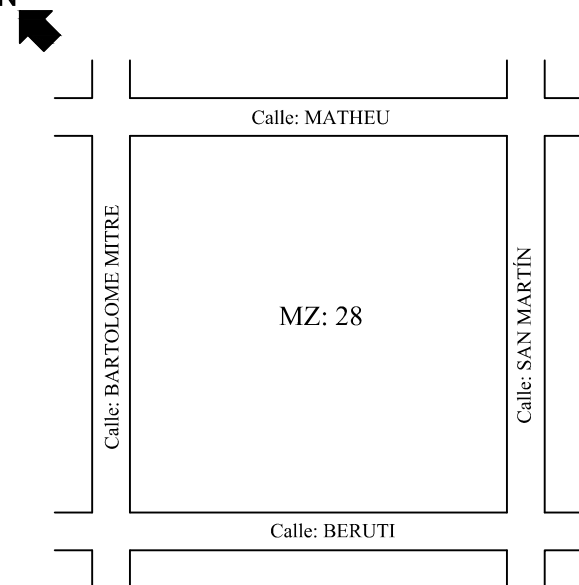 N
Calle: MATHEU
Calle: BARTOLOME MITRE
Calle: SAN MARTÍN
MZ: 28
Calle: BERUTI